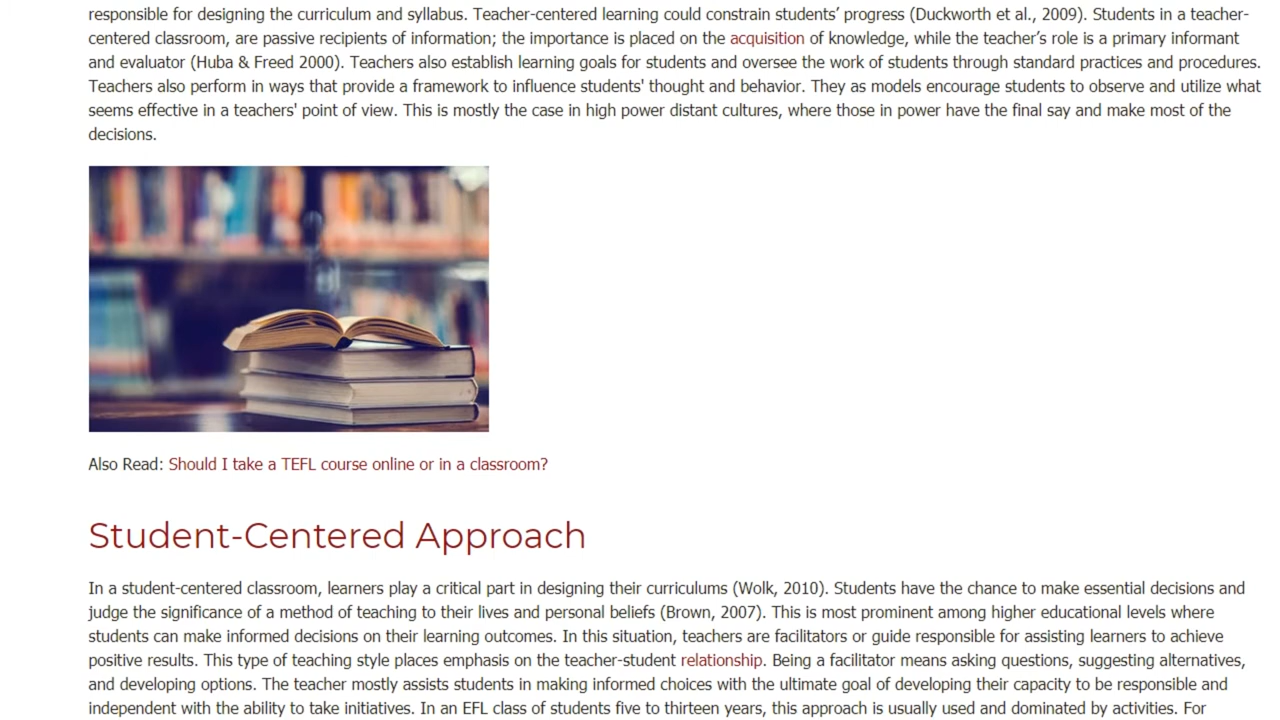 responsible for designing the curriculum and syllabus. Teacher-centered learning could constrain students’ progress (Duckworth et al., 2009). Students in a teacher-
centered classroom, are passive recipients of information; the importance is placed on the acquisition of knowledge, while the teacher’s role is a primary informant
and evaluator (Huba & Freed 2000). Teachers also establish learning goals for students and oversee the work of students through standard practices and procedures.
Teachers also perform in ways that provide a framework to influence students' thought and behavior. They as models encourage students to observe and utilize what
seems effective in a teachers' point of view. This is mostly the case in high power distant cultures, where those in power have the final say and make most of the
decisions.
Also Read: Should I take a TEFL course online or in a classroom?
Student-Centered Approach
In a student-centered classroom, learners play a critical part in designing their curriculums (Wolk, 2010). Students have the chance to make essential decisions and
judge the significance of a method of teaching to their lives and personal beliefs (Brown, 2007). This is most prominent among higher educational levels where
students can make informed decisions on their learning outcomes. In this situation, teachers are facilitators or guide responsible for assisting learners to achieve
positive results. This type of teaching style places emphasis on the teacher-student relationship. Being a facilitator means asking questions, suggesting alternatives,
and developing options. The teacher mostly assists students in making informed choices with the ultimate goal of developing their capacity to be responsible and
independent with the ability to take initiatives. In an EFL class of students five to thirteen years, this approach is usually used and dominated by activities. For